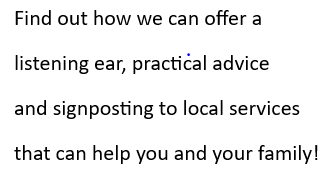 Find out how we can offer a
listening ear, practical advice
and signposting to local services
that can help you and your family!